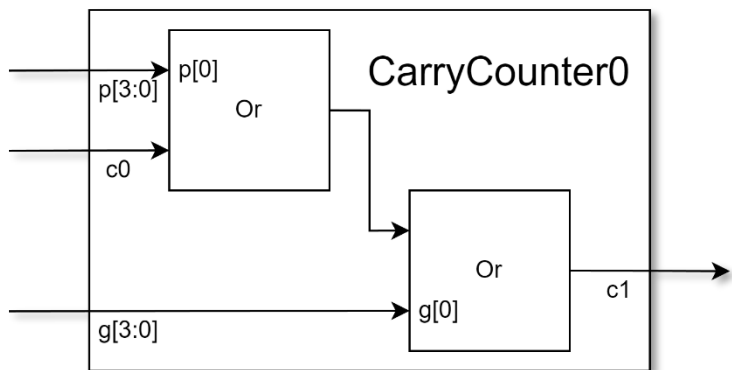 CarryCounter0
p[0]
p[3:0]
Or
c0
Or
c1
g[0]
g[3:0]